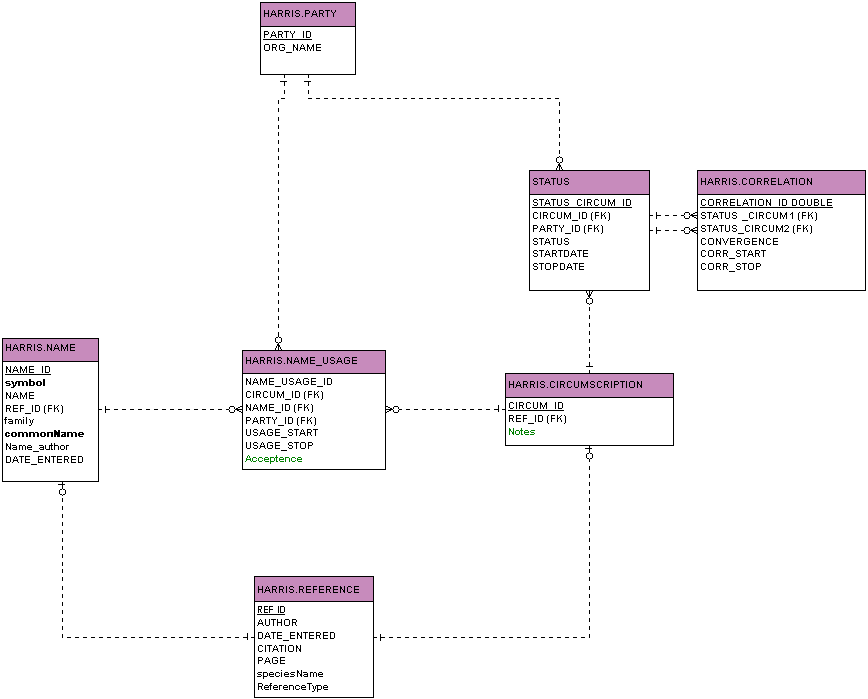 HARRIS.PARTY
PARTY_ID
ORG_NAME
STATUS
STATUS_CIRCUM_ID
CIRCUM_ID (FK)
PARTY_ID (FK)
STATUS
STARTDATE
STOPDATE
HARRIS.CORRELATION
CORRELATION_ID DOUBLE
STATUS _CIRCUM1 (FK)
STATUS_CIRCUM2 (FK)
CONVERGENCE
CORR_START
CORR_STOP
HARRIS.NAME
NAME_ID
symbol
NAME
REF_ID (FK)
family
commonName
Name_author
DATE_ENTERED
HARRIS.NAME_USAGE
NAME_USAGE_ID
CIRCUM_ID (FK)
NAME_ID (FK)
PARTY_ID (FK)
USAGE_START
USAGE_STOP
Acceptence
HARRIS.CIRCUMSCRIPTION
CIRCUM_ID
REF_ID (FK)
Notes
HARRIS.REFERENCE
REF_ID
AUTHOR
DATE_ENTERED
CITATION
PAGE
speciesName
ReferenceType